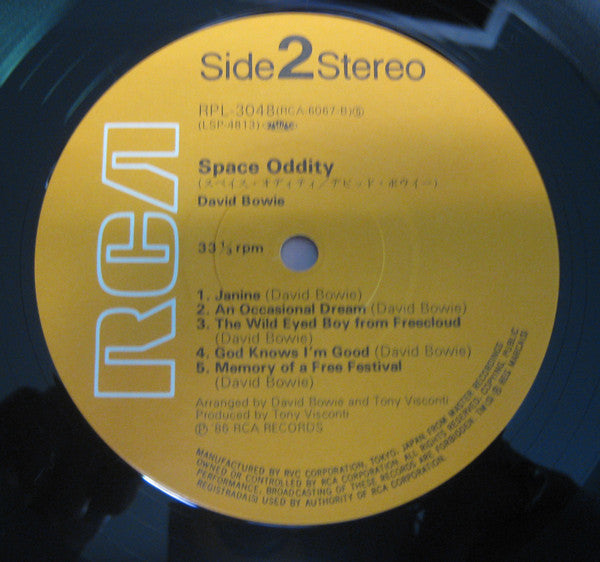 Side 2 Stereo
RPL-3048(RCA-6067-B)Ⓢ
(LSP-4813)
Space Oddity
(スペイス・オディティ/デビッド・ボウイー)
David Bowie
33 1/3 rpm
RCA
1. Janine (David Bowie)
2. An Occasional Dream (David Bowie)
3. The Wild Eyed Boy from Freecloud
(David Bowie)
4. God Knows I'm Good (David Bowie)
5. Memory of a Free Festival
(David Bowie)
Arranged by David Bowie and Tony Visconti
Produced by Tony Visconti
Ⓟ '86 RCA RECORDS
MANUFACTURED BY RVC CORPORATION, TOKYO, JAPAN FROM MASTER RECORDINGS
OWNED OR CONTROLLED BY RCA CORPORATION. ALL RIGHTS RESERVED. COPYING, PUBLIC
PERFORMANCE, BROADCASTING OF THESE RECORDS ARE FORBIDDEN. TM(S) ® (ES) MARCA(S)
REGISTRADA(S) USED BY AUTHORITY OF RCA CORPORATION.